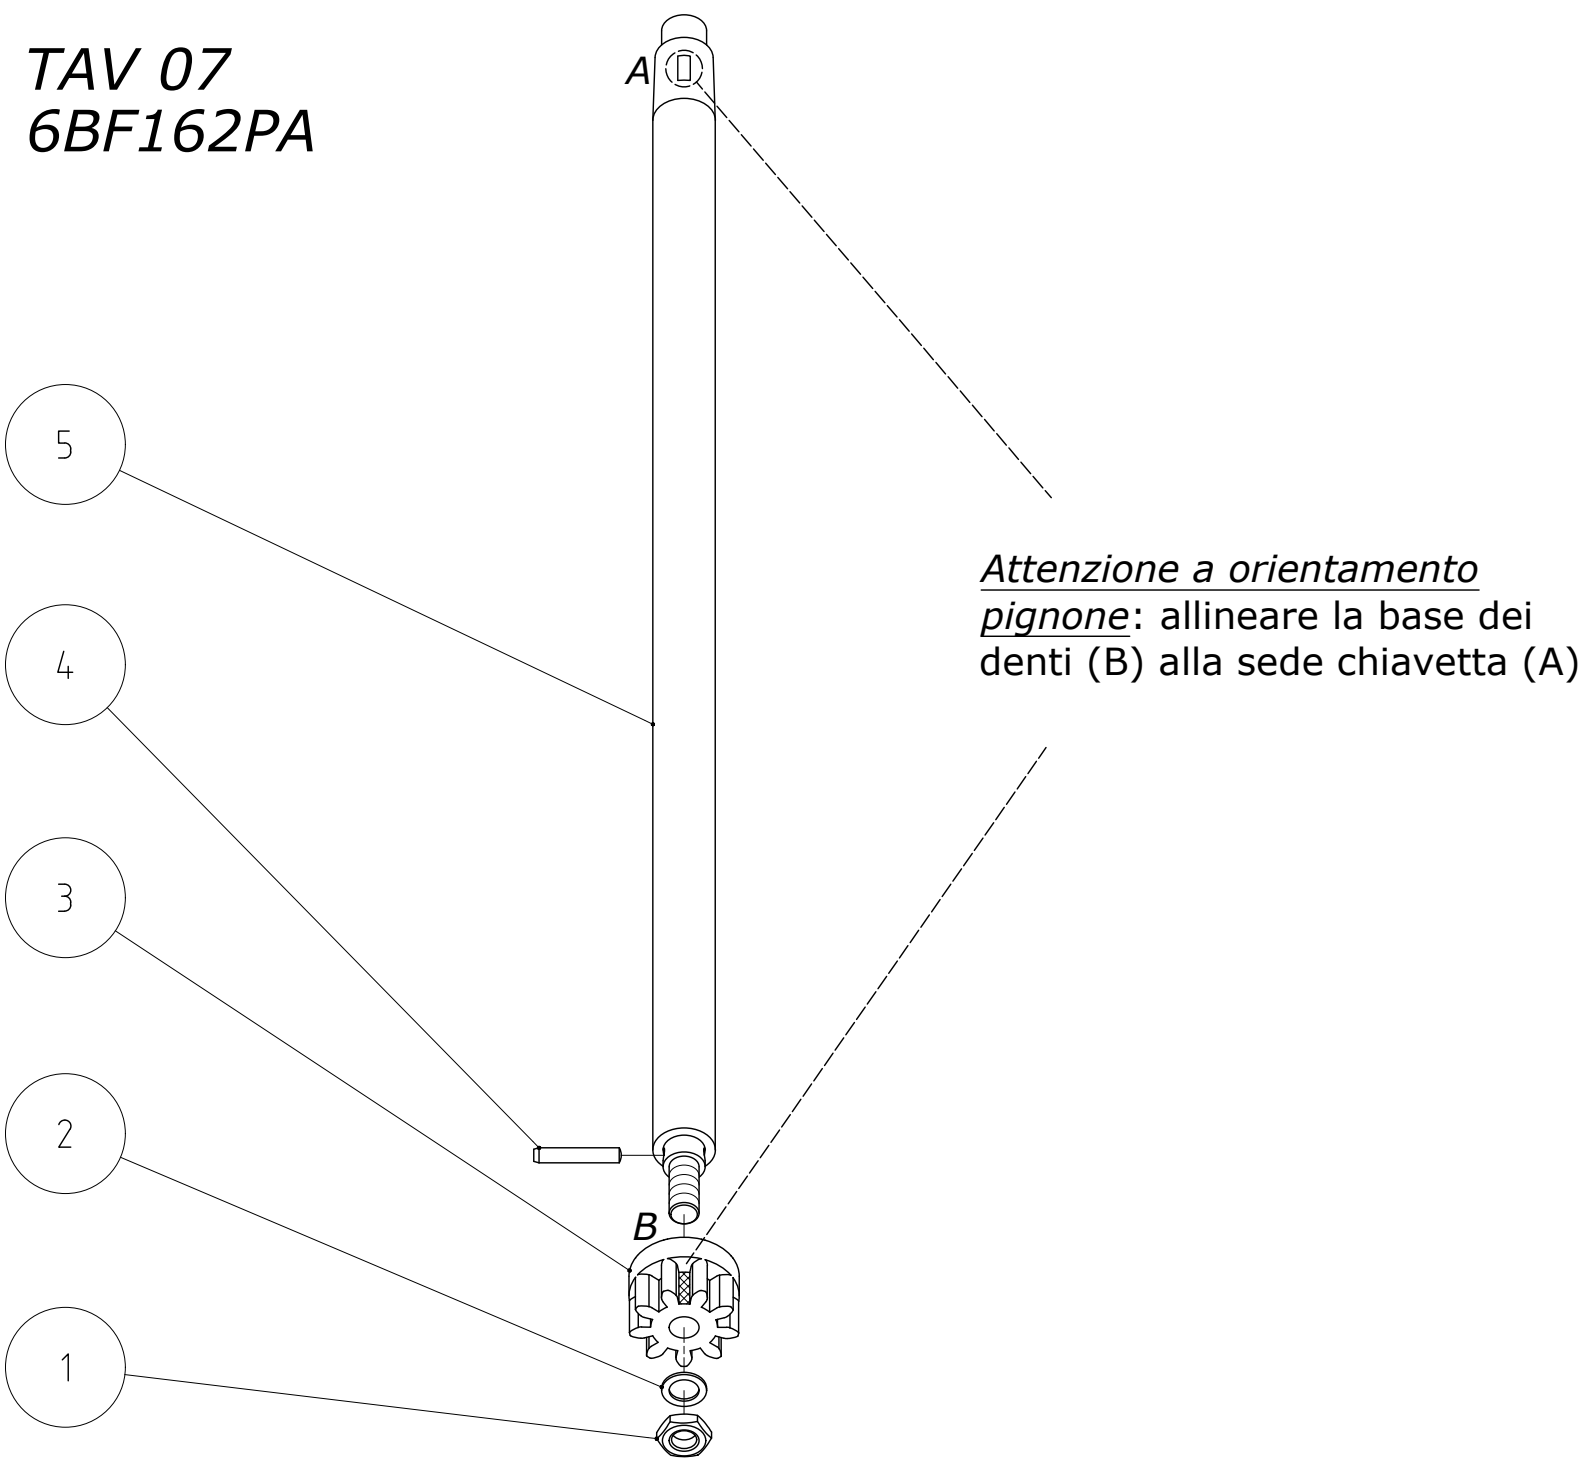 TAV 07
6BF162PA
A
5
Attenzione a orientamento
pignone: allineare la base dei
denti (B) alla sede chiavetta (A)
4
3
2
B
1